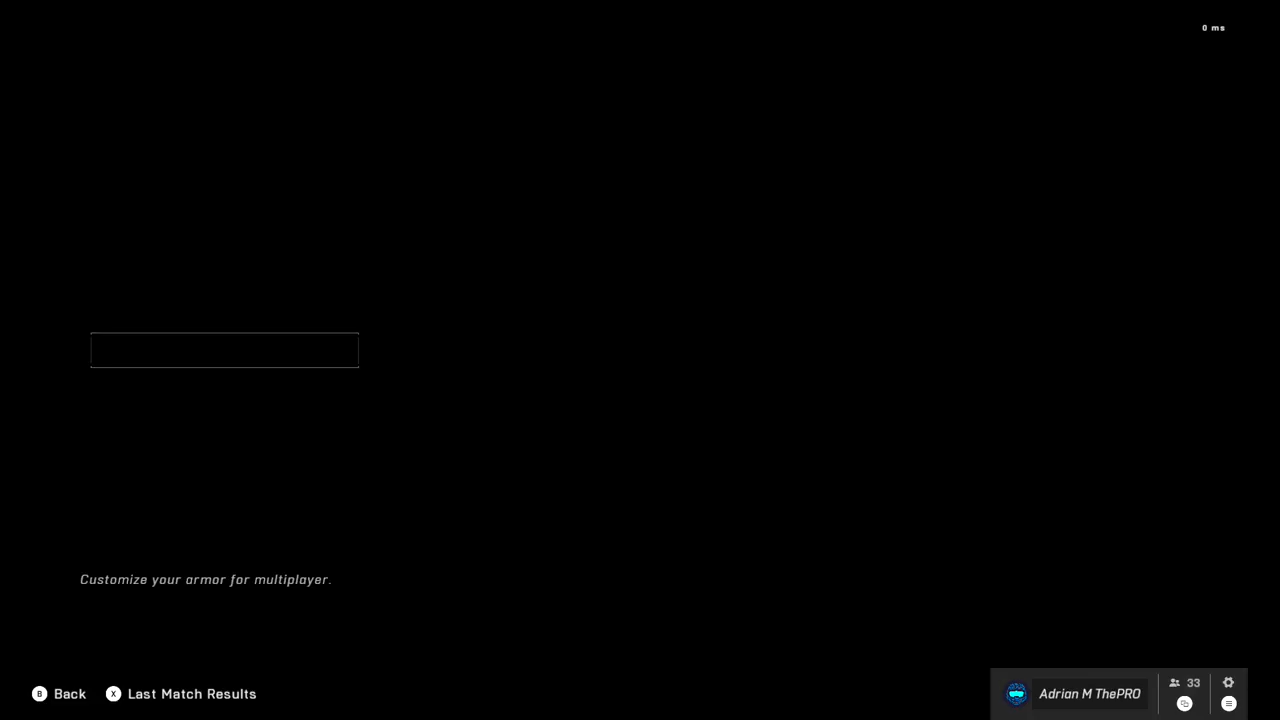 0 ms
Customize your armor for multiplayer.
B Back X Last Match Results
Adrian M ThePRO
33